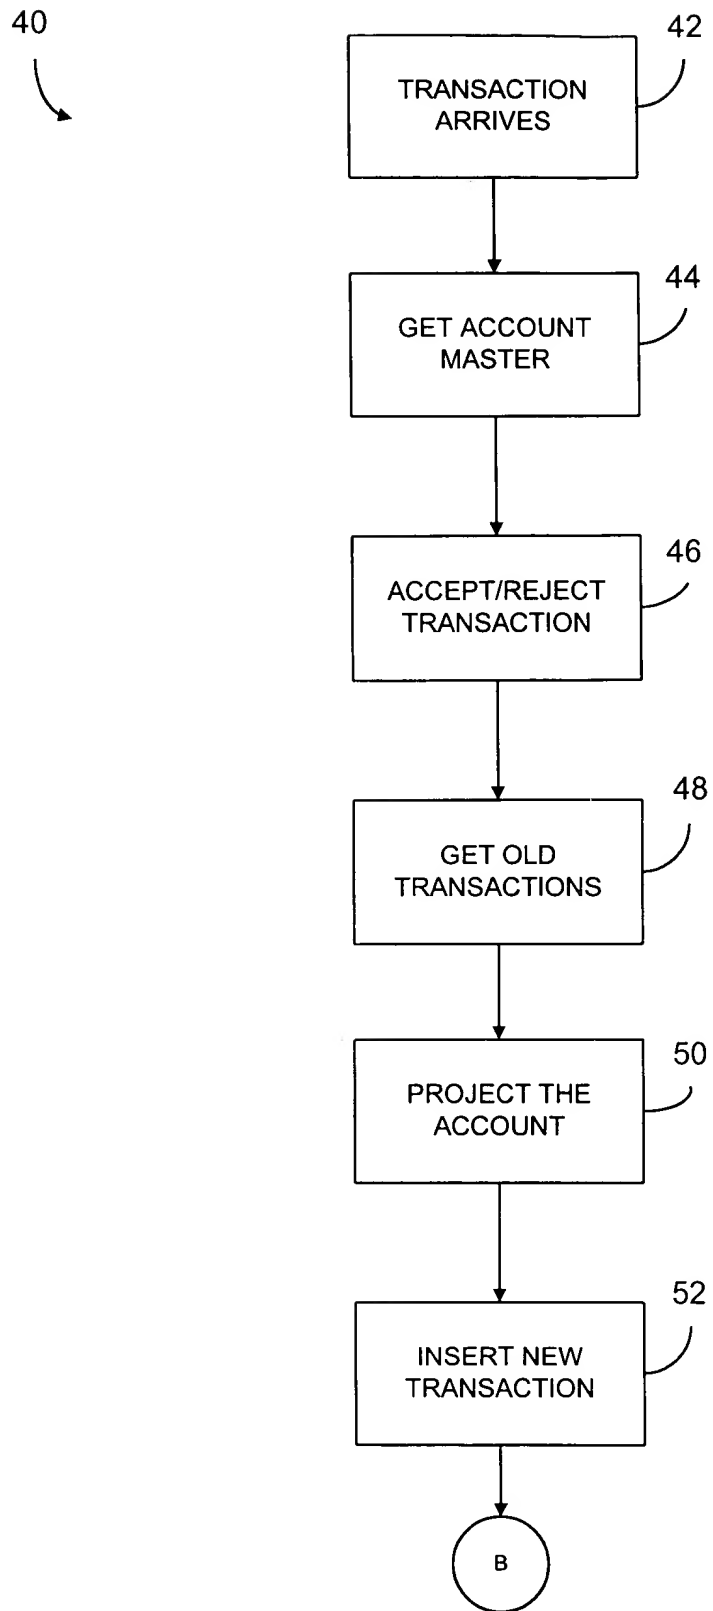 40
42
TRANSACTION
ARRIVES
44
GET ACCOUNT
MASTER
46
ACCEPT/REJECT
TRANSACTION
48
GET OLD
TRANSACTIONS
50
PROJECT THE
ACCOUNT
52
INSERT NEW
TRANSACTION
B